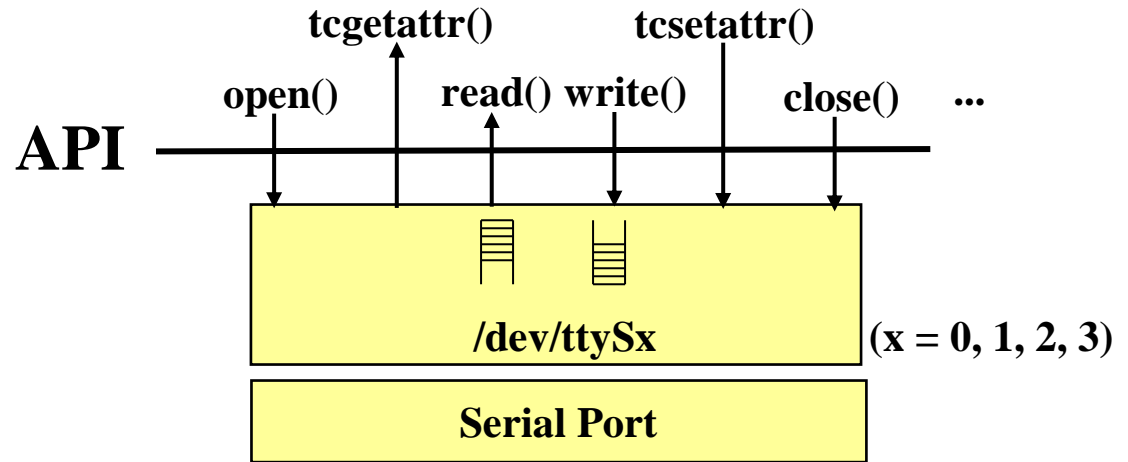 tcgetattr() tcsetattr()
open() read() write() close() ...
API
/dev/ttySx (x = 0, 1, 2, 3)
Serial Port